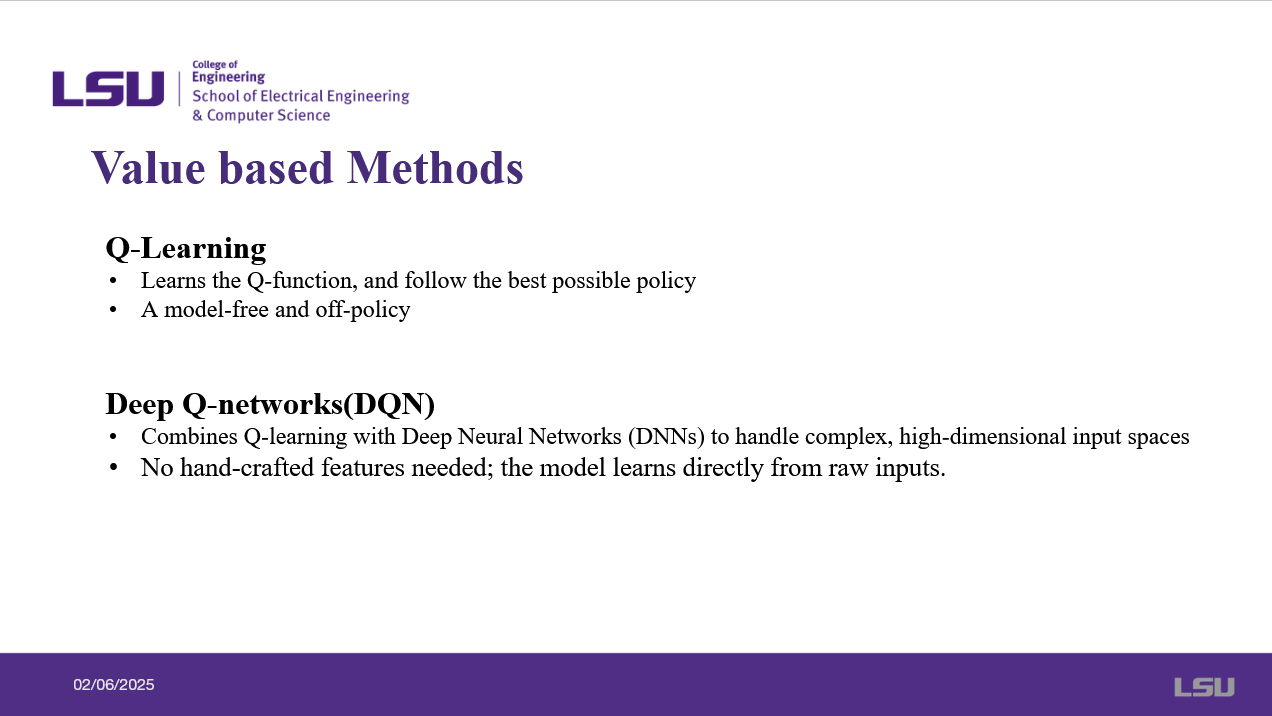 LSU
College of
Engineering
School of Electrical Engineering
& Computer Science
Value based Methods
Q-Learning
• Learns the Q-function, and follow the best possible policy
• A model-free and off-policy
Deep Q-networks(DQN)
• Combines Q-learning with Deep Neural Networks (DNNs) to handle complex, high-dimensional input spaces
• No hand-crafted features needed; the model learns directly from raw inputs.
02/06/2025
LSU